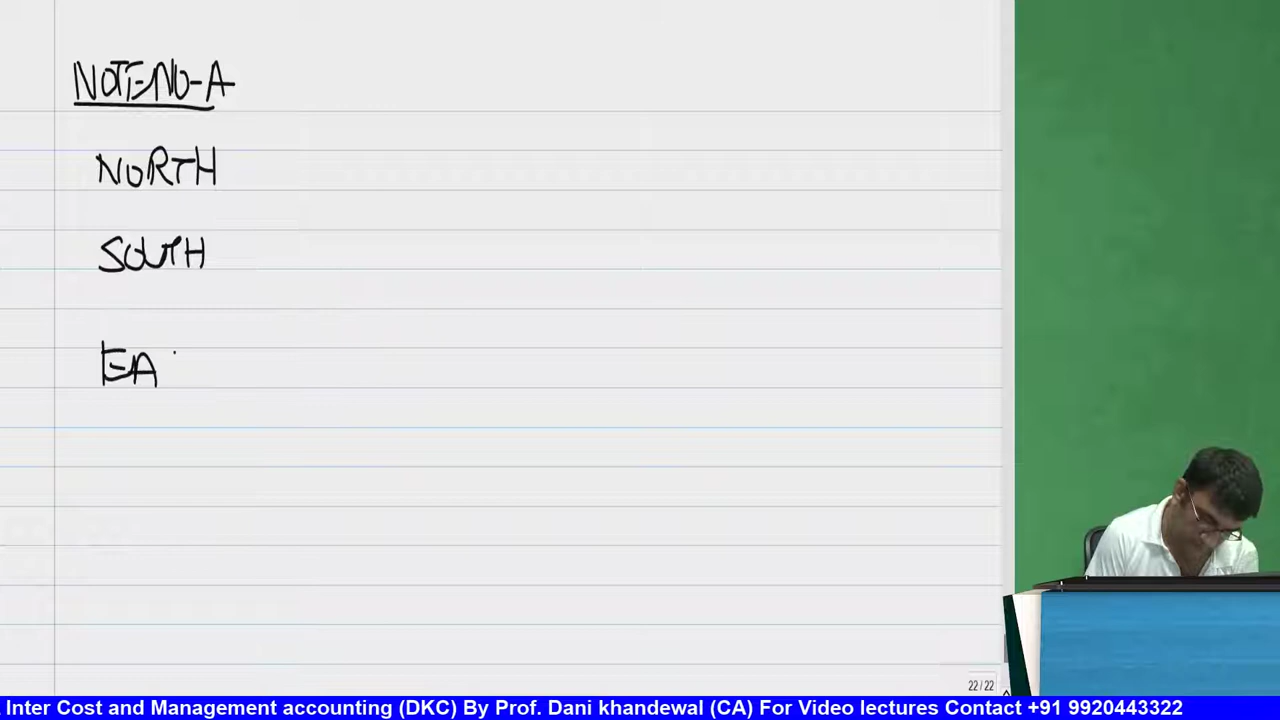 NOTE NO-A
NORTH
SOUTH
EA
22/22
Inter Cost and Management accounting (DKC) By Prof. Dani khandewal (CA) For Video lectures Contact +91 9920443322